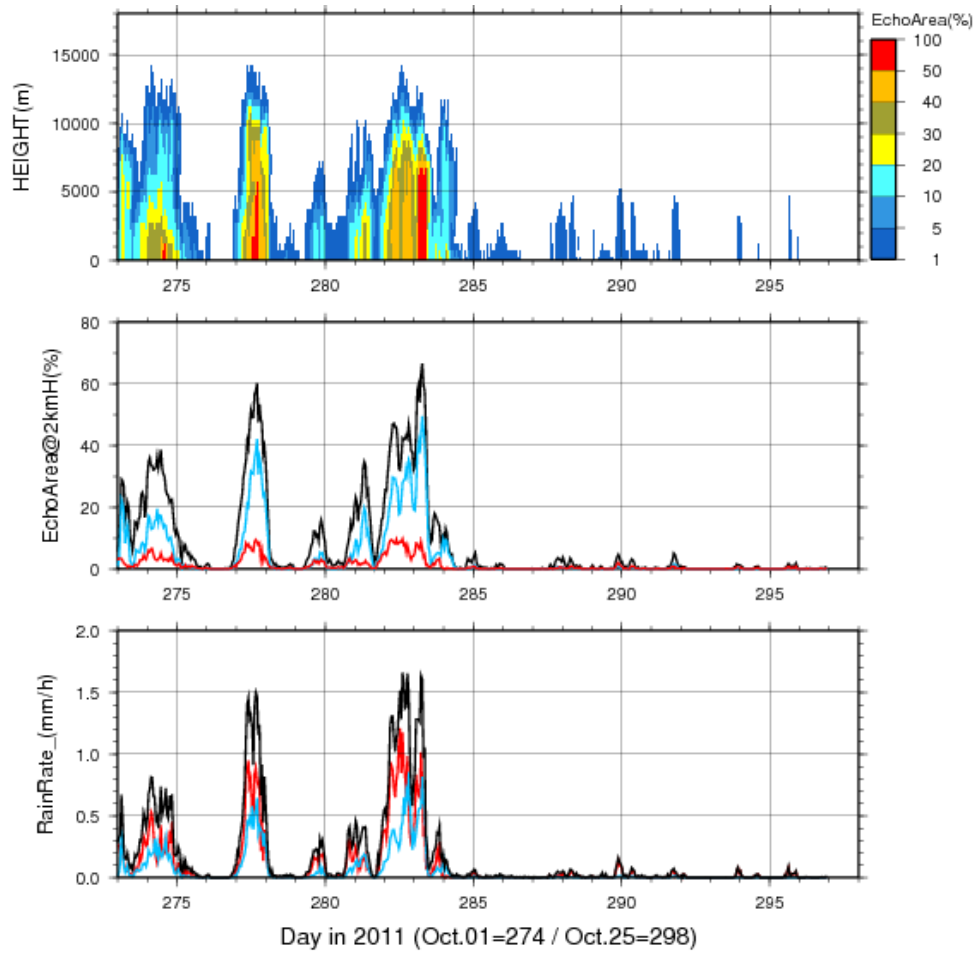 EchoArea(%)
100
50
40
30
20
10
5
1
HEIGHT(m)
15000
10000
5000
0
275 280 285 290 295
EchoArea@2kmH(%)
80
60
40
20
0
275 280 285 290 295
RainRate_(mm/h)
2.0
1.5
1.0
0.5
0.0
275 280 285 290 295
Day in 2011 (Oct.01=274 / Oct.25=298)